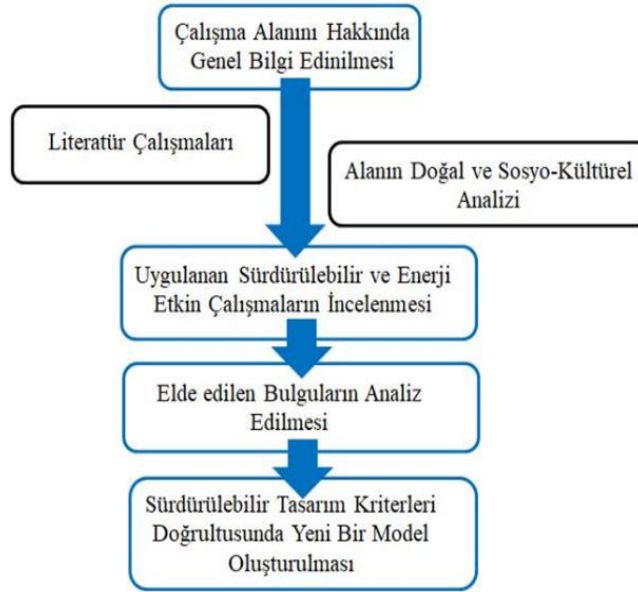 Çalışma Alanını Hakkında
Genel Bilgi Edinilmesi
Literatür Çalışmaları
Alanın Doğal ve Sosyo-Kültürel
Analizi
Uygulanan Sürdürülebilir ve Enerji
Etkin Çalışmaların İncelenmesi
Elde edilen Bulguların Analiz
Edilmesi
Sürdürülebilir Tasarım Kriterleri
Doğrultusunda Yeni Bir Model
Oluşturulması